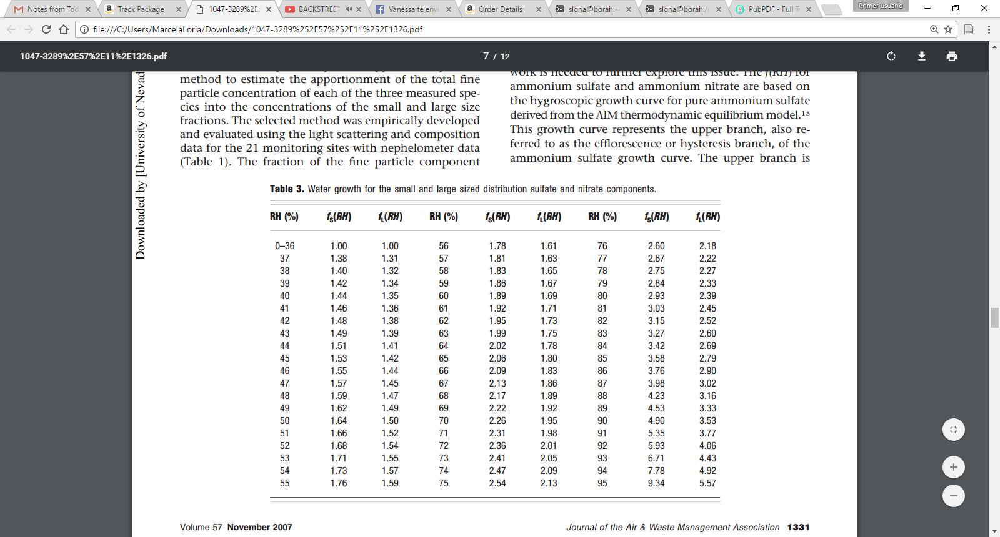 Notes from Tod
Track Package
1047-3289%2E5
BACKSTREET
Vanessa te envi
Order Details
sloria@borah:~
sloria@borah:/
PubPDF - Full T
Primer usuario
file:///C:/Users/MarcelaLoria/Downloads/1047-3289%252E57%252E11%252E1326.pdf
1047-3289%2E57%2E11%2E1326.pdf
7 / 12
Downloaded by [University of Nevad
method to estimate the apportionment of the total fine
particle concentration of each of the three measured spe-
cies into the concentrations of the small and large size
fractions. The selected method was empirically developed
and evaluated using the light scattering and composition
data for the 21 monitoring sites with nephelometer data
(Table 1). The fraction of the fine particle component
work is needed to further explore this issue. The f(RH) for
ammonium sulfate and ammonium nitrate are based on
the hygroscopic growth curve for pure ammonium sulfate
derived from the AIM thermodynamic equilibrium model.15
This growth curve represents the upper branch, also re-
ferred to as the efflorescence or hysteresis branch, of the
ammonium sulfate growth curve. The upper branch is
Table 3. Water growth for the small and large sized distribution sulfate and nitrate components.
RH (%) fS(RH) fL(RH) RH (%) fS(RH) fL(RH) RH (%) fS(RH) fL(RH)
0–36 1.00 1.00 56 1.78 1.61 76 2.60 2.18
37 1.38 1.31 57 1.81 1.63 77 2.67 2.22
38 1.40 1.32 58 1.83 1.65 78 2.75 2.27
39 1.42 1.34 59 1.86 1.67 79 2.84 2.33
40 1.44 1.35 60 1.89 1.69 80 2.93 2.39
41 1.46 1.36 61 1.92 1.71 81 3.03 2.45
42 1.48 1.38 62 1.95 1.73 82 3.15 2.52
43 1.49 1.39 63 1.99 1.75 83 3.27 2.60
44 1.51 1.41 64 2.02 1.78 84 3.42 2.69
45 1.53 1.42 65 2.06 1.80 85 3.58 2.79
46 1.55 1.44 66 2.09 1.83 86 3.76 2.90
47 1.57 1.45 67 2.13 1.86 87 3.98 3.02
48 1.59 1.47 68 2.17 1.89 88 4.23 3.16
49 1.62 1.49 69 2.22 1.92 89 4.53 3.33
50 1.64 1.50 70 2.26 1.95 90 4.90 3.53
51 1.66 1.52 71 2.31 1.98 91 5.35 3.77
52 1.68 1.54 72 2.36 2.01 92 5.93 4.06
53 1.71 1.55 73 2.41 2.05 93 6.71 4.43
54 1.73 1.57 74 2.47 2.09 94 7.78 4.92
55 1.76 1.59 75 2.54 2.13 95 9.34 5.57
Volume 57 November 2007
Journal of the Air & Waste Management Association 1331